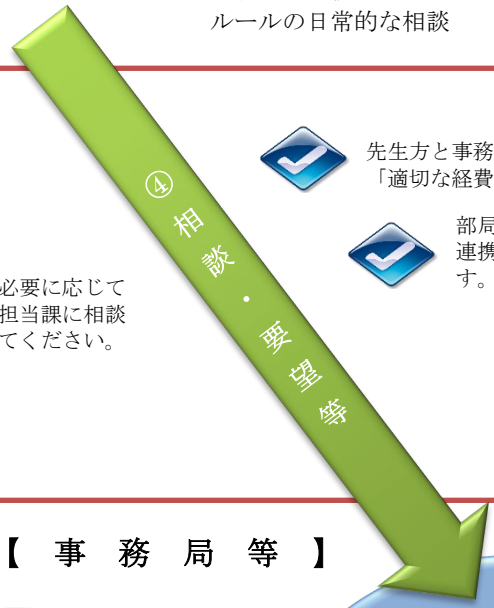 ルールの日常的な相談
先生方と事務
「適切な経費
部局
連携
す。
④相談・要望等
必要に応じて
担当課に相談
てください。
【事務局等】